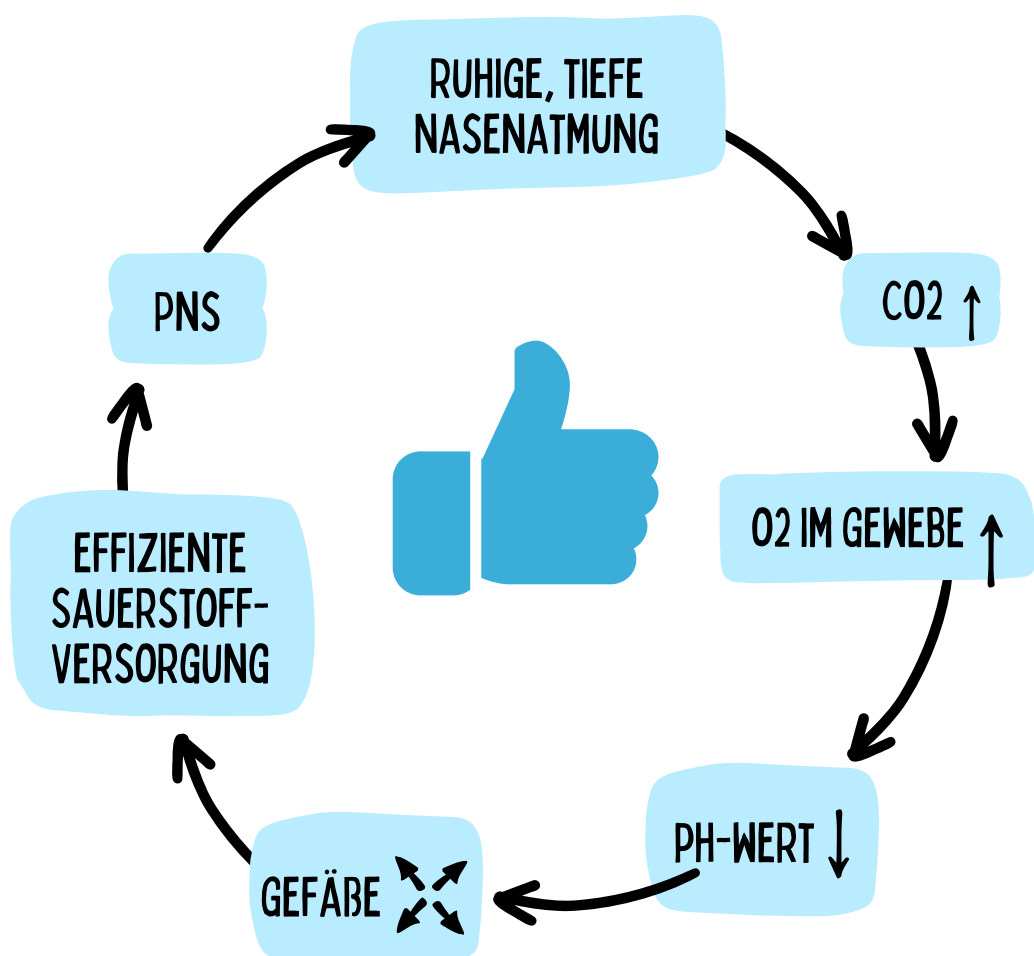 RUHIGE, TIEFE
NASENATMUNG
CO2 ↑
O2 IM GEWEBE ↑
PH-WERT ↓
GEFÄßE
EFFIZIENTE
SAUERSTOFF-
VERSORGUNG
PNS